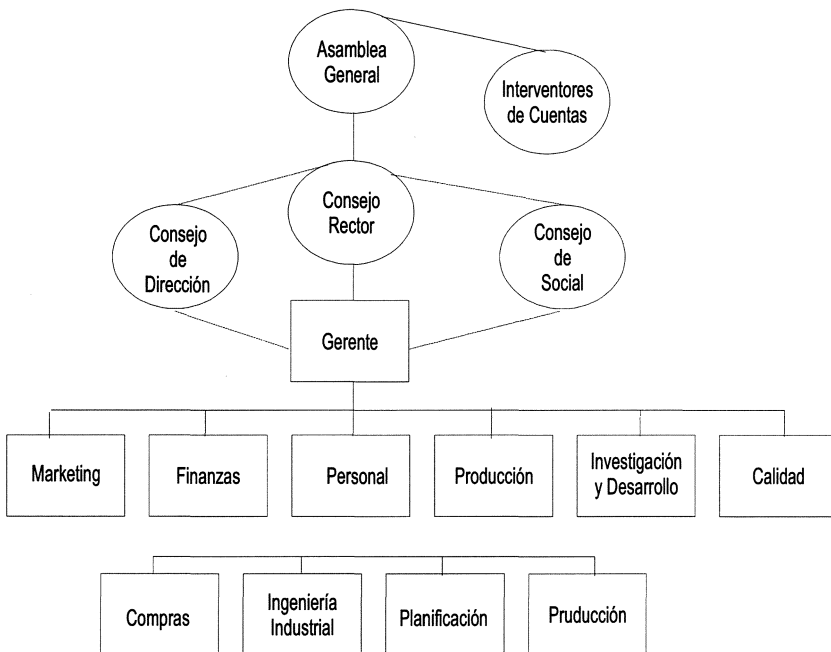 Asamblea
General
Interventores
de Cuentas
Consejo
Rector
Consejo
de
Dirección
Consejo
de
Social
Gerente
Marketing
Finanzas
Personal
Producción
Investigación
y Desarrollo
Calidad
Compras
Ingeniería
Industrial
Planificación
Pruducción